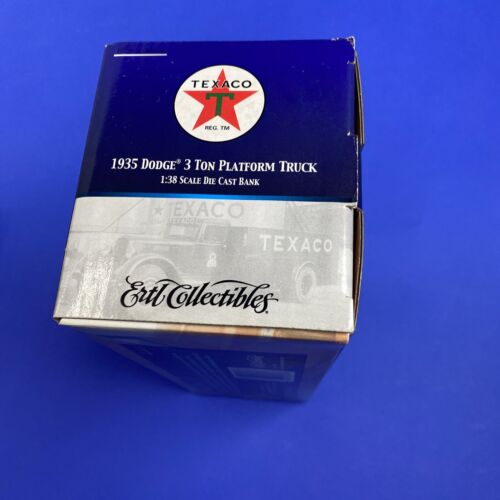 TEXACO
T
REG. TM
1935 DODGE® 3 TON PLATFORM TRUCK
1:38 SCALE DIE CAST BANK
TEXACO
TEXACO
TEXACO
Ertl Collectibles